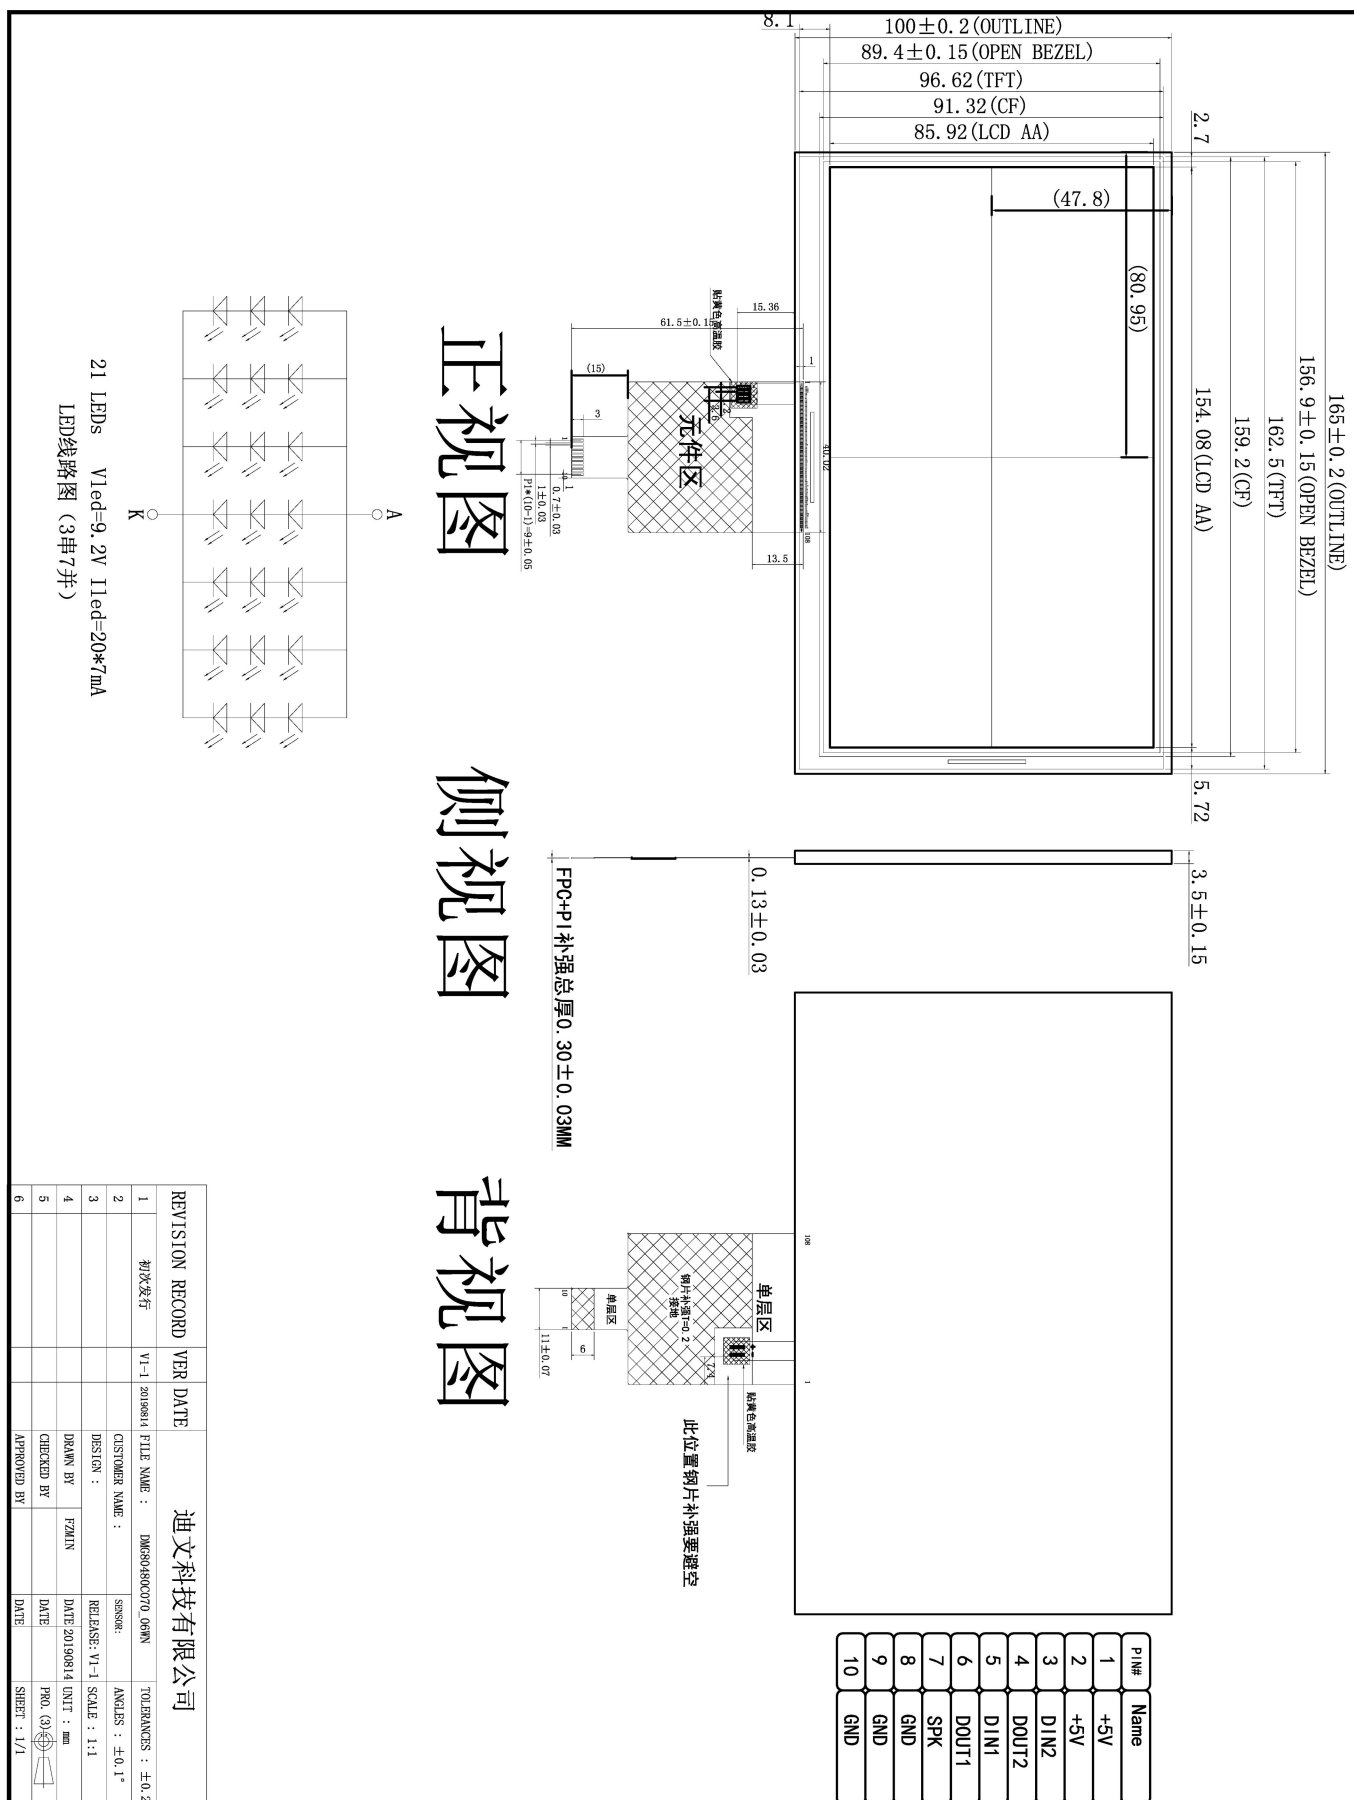 8.1
100±0.2(OUTLINE)
89.4±0.15(OPEN BEZEL)
96.62(TFT)
91.32(CF)
85.92(LCD AA)
2.7
165±0.2(OUTLINE)
156.9±0.15(OPEN BEZEL)
162.5(TFT)
159.2(CF)
154.08(LCD AA)
5.72
(47.8)
(80.95)
15.36
贴黄色高温胶
61.5±0.15
1
(15)
3
元件区
40.02
108
13.5
1
10
1
0.7±0.03
1±0.03
P1*(10-1)=9±0.05
正视图
A
K
21 LEDs Vled=9.2V Iled=20*7mA
LED线路图 (3串7并)
3.5±0.15
0.13±0.03
FPC+PI补强总厚0.30±0.03MM
侧视图
108
1
单层区
钢片补强T=0.2
接地
贴黄色高温胶
此位置钢片补强要避空
单层区
10
1
6
11±0.07
背视图
PIN# Name
1 +5V
2 +5V
3 DIN2
4 DOUT2
5 DIN1
6 DOUT1
7 SPK
8 GND
9 GND
10 GND
REVISION RECORD VER DATE 迪文科技有限公司
1 初次发行 V1-1 20190814 FILE NAME : DMG80480C070_06WN TOLERANCES : ±0.2
2 CUSTOMER NAME : SENSOR: ANGLES : ±0.1°
3 DESIGN : RELEASE: V1-1 SCALE : 1:1
4 DRAWN BY FZMIN DATE 20190814 UNIT : mm
5 CHECKED BY DATE PRO. (3)
6 APPROVED BY DATE SHEET : 1/1